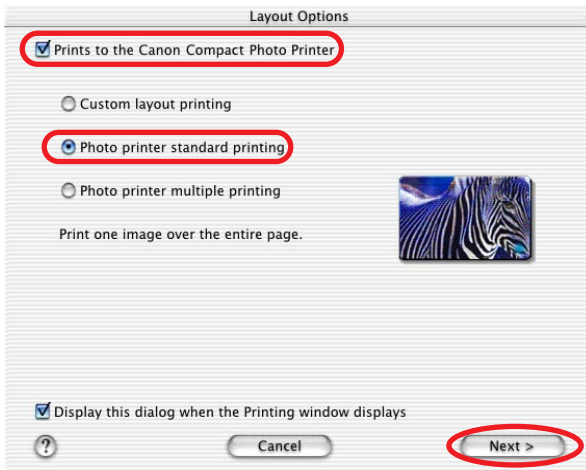 Layout Options
Prints to the Canon Compact Photo Printer
Custom layout printing
Photo printer standard printing
Photo printer multiple printing
Print one image over the entire page.
Display this dialog when the Printing window displays
? Cancel Next >